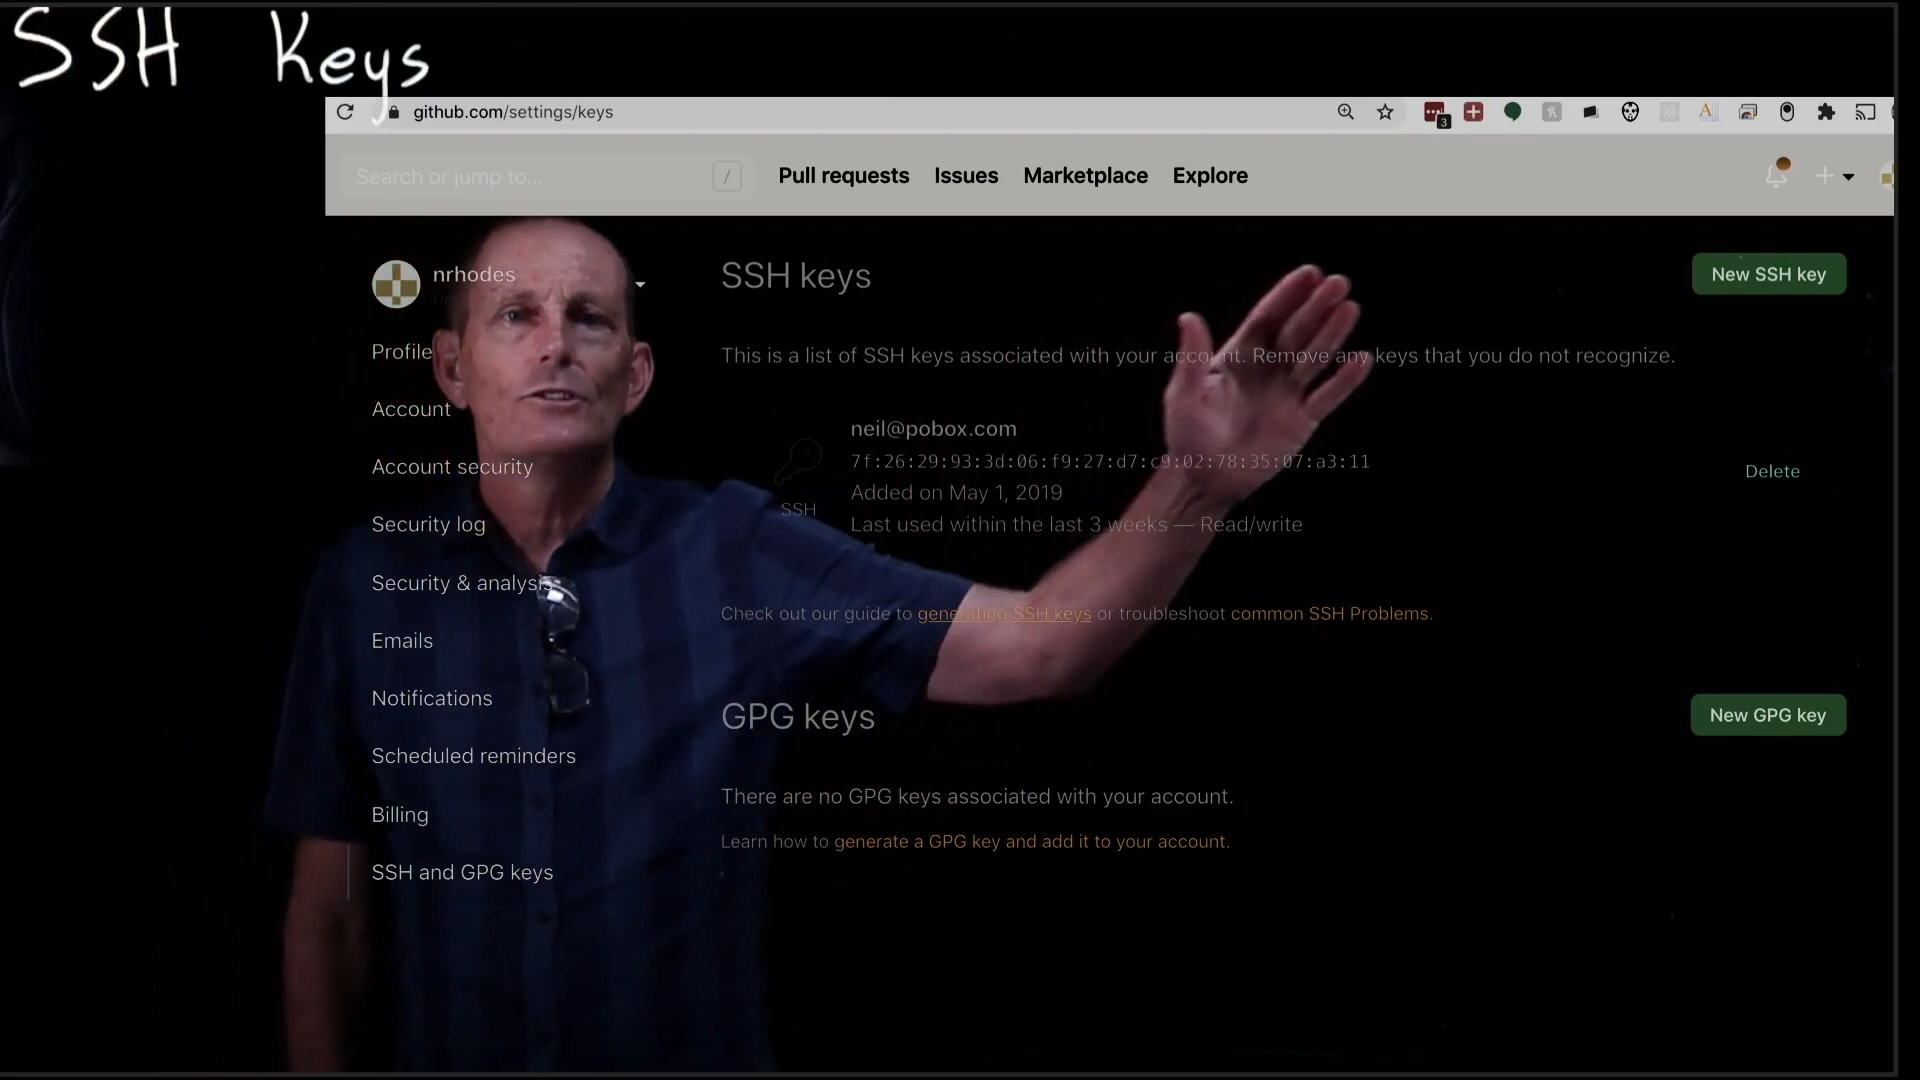 SSH Keys
github.com/settings/keys
3
Search or jump to...
/
Pull requests Issues Marketplace Explore
nrhodes
Profile
Account
Account security
Security log
Security & analysis
Emails
Notifications
Scheduled reminders
Billing
SSH and GPG keys
SSH keys
New SSH key
This is a list of SSH keys associated with your account. Remove any keys that you do not recognize.
SSH
neil@pobox.com
7f:26:29:93:3d:06:f9:27:d7:c9:02:78:35:07:a3:11
Added on May 1, 2019
Last used within the last 3 weeks — Read/write
Delete
Check out our guide to generating SSH keys or troubleshoot common SSH Problems.
GPG keys
New GPG key
There are no GPG keys associated with your account.
Learn how to generate a GPG key and add it to your account.